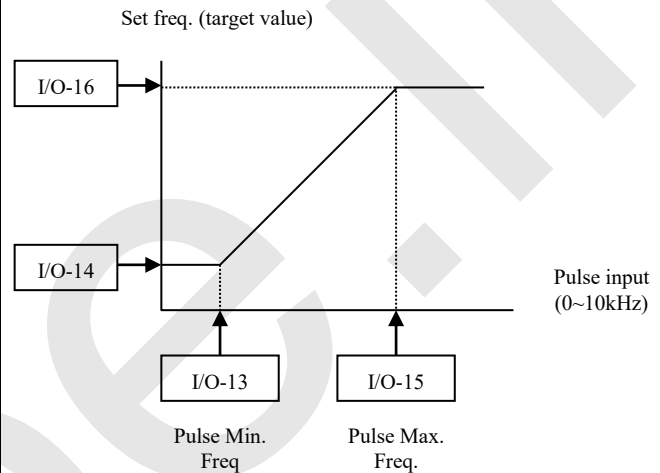 Set freq. (target value)
I/O-16
I/O-14
Pulse input
(0~10kHz)
I/O-13
I/O-15
Pulse Min.
Freq
Pulse Max.
Freq.